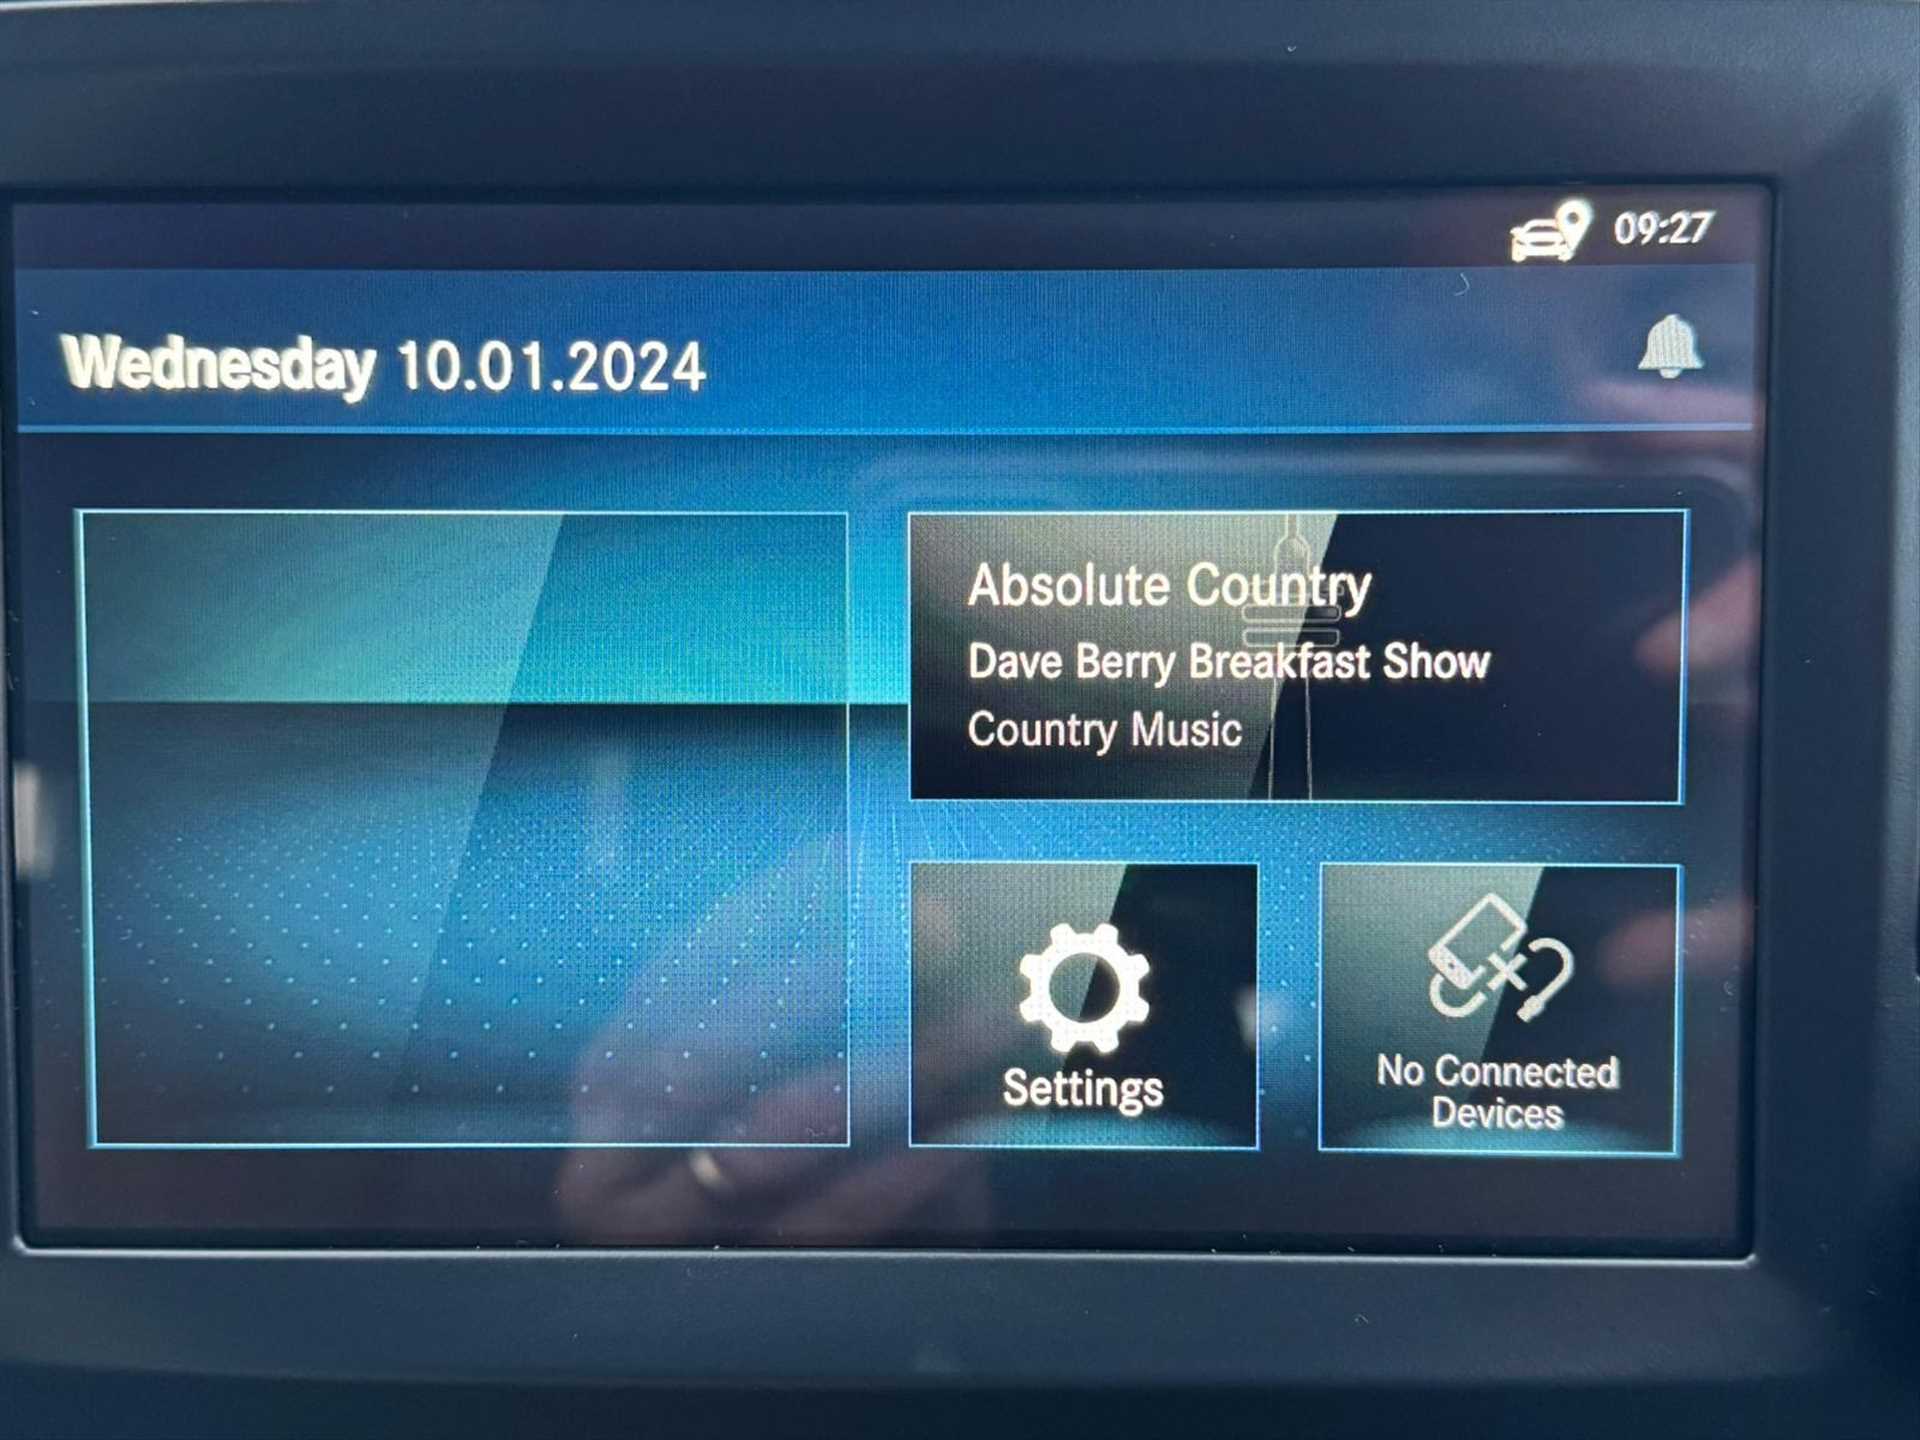 09:27
Wednesday 10.01.2024
Absolute Country
Dave Berry Breakfast Show
Country Music
Settings
No Connected
Devices